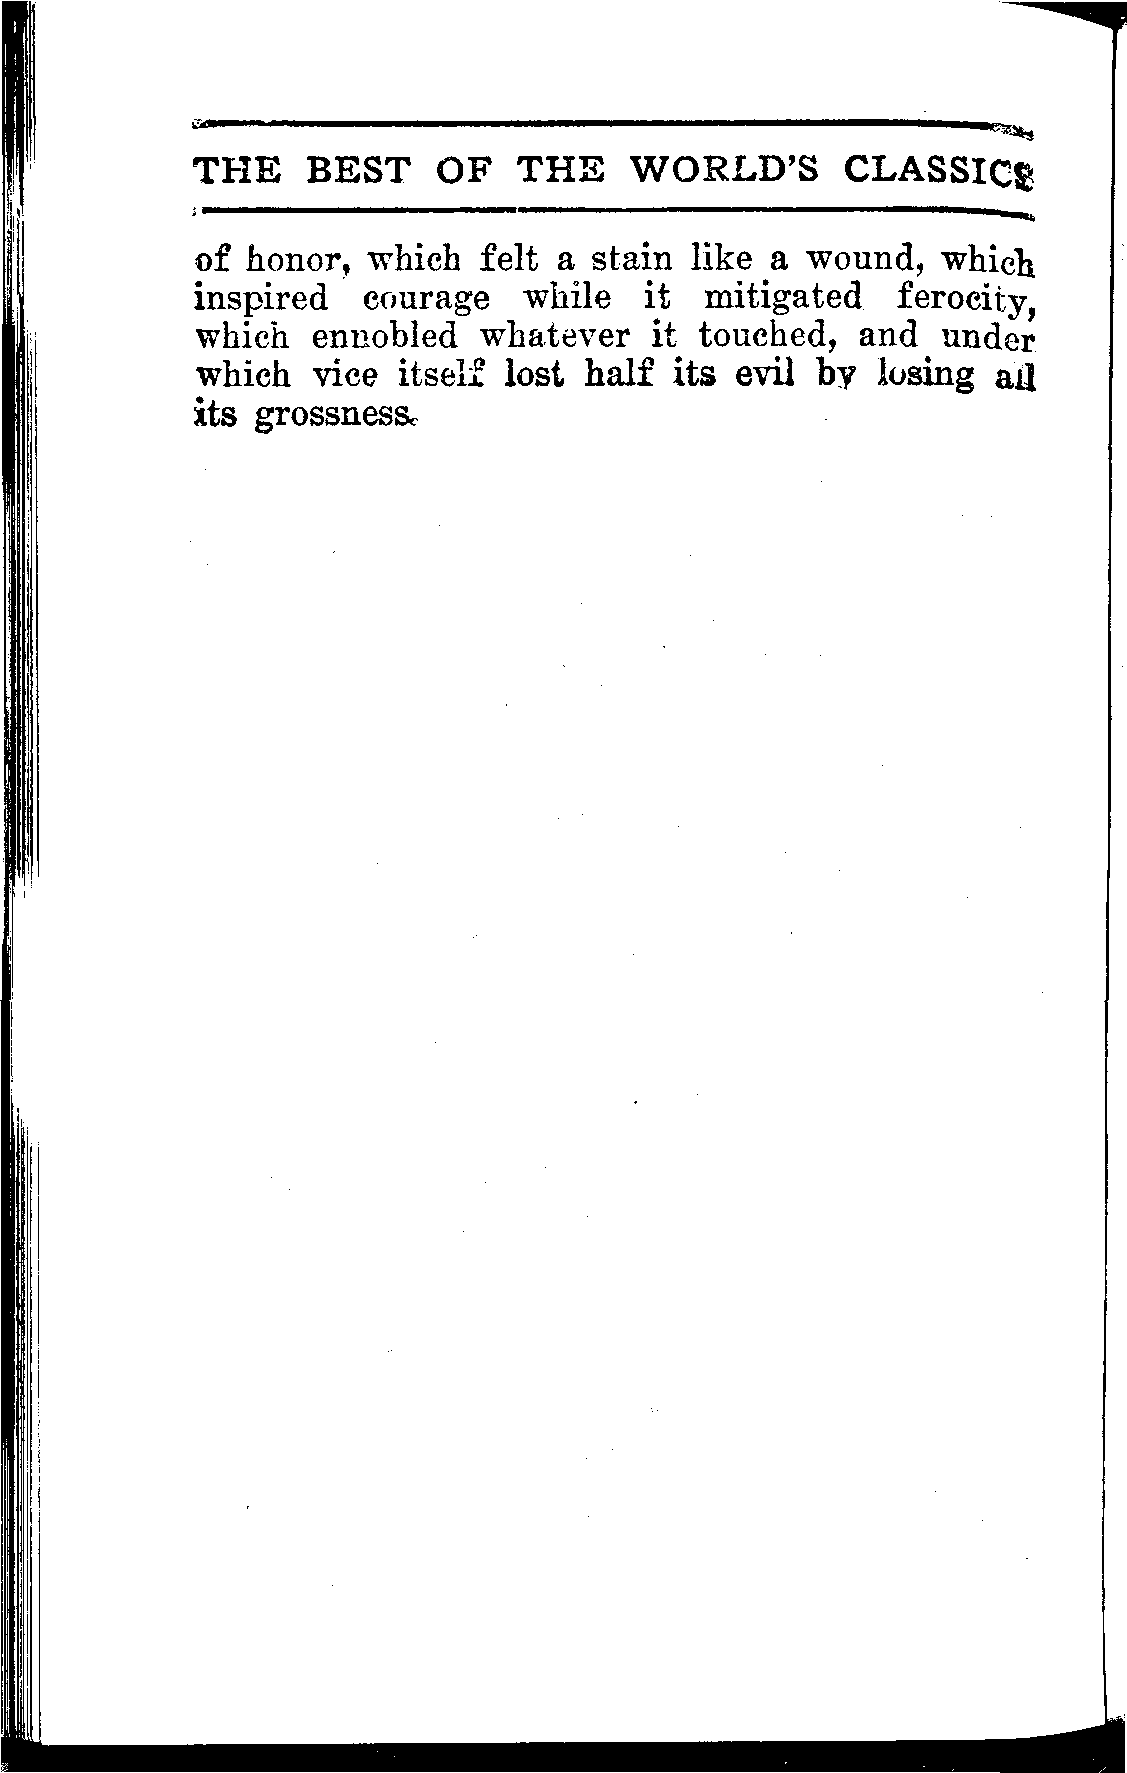 THE BEST OF THE WORLD'S CLASSICS
of honor, which felt a stain like a wound, which
inspired courage while it mitigated ferocity,
which ennobled whatever it touched, and under
which vice itself lost half its evil by losing all
its grossness.